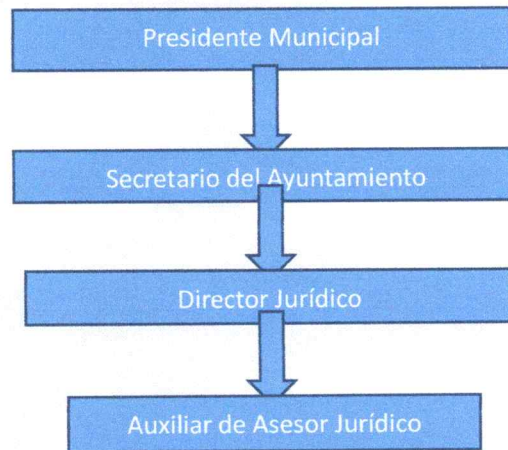 Presidente Municipal
Secretario del Ayuntamiento
Director Jurídico
Auxiliar de Asesor Jurídico